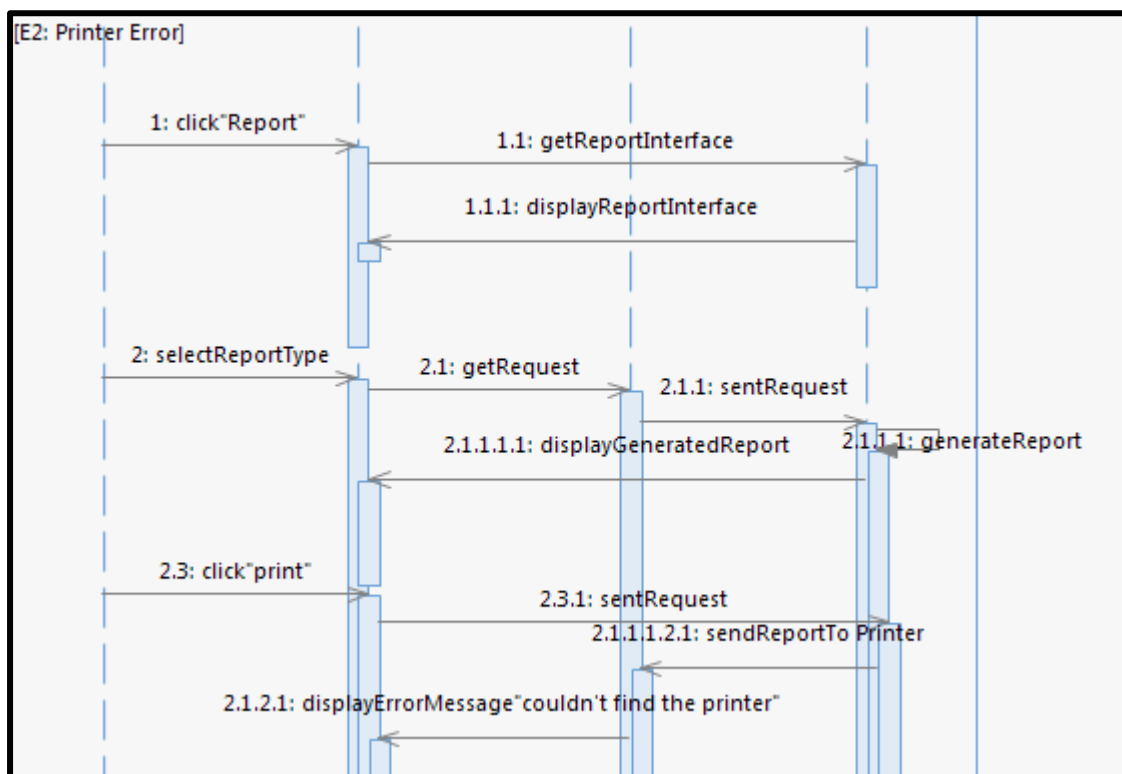 [E2: Printer Error]
1: click"Report"
1.1: getReportInterface
1.1.1: displayReportInterface
2: selectReportType
2.1: getRequest
2.1.1: sentRequest
2.1.1.1: generateReport
2.1.1.1.1: displayGeneratedReport
2.3: click"print"
2.3.1: sentRequest
2.1.1.1.2.1: sendReportTo Printer
2.1.2.1: displayErrorMessage"couldn't find the printer"